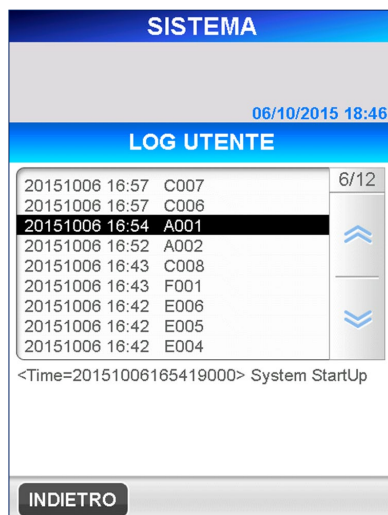 SISTEMA
06/10/2015 18:46
LOG UTENTE
6/12
20151006 16:57 C007
20151006 16:57 C006
20151006 16:54 A001
20151006 16:52 A002
20151006 16:43 C008
20151006 16:43 F001
20151006 16:42 E006
20151006 16:42 E005
20151006 16:42 E004
<Time=20151006165419000> System StartUp
INDIETRO